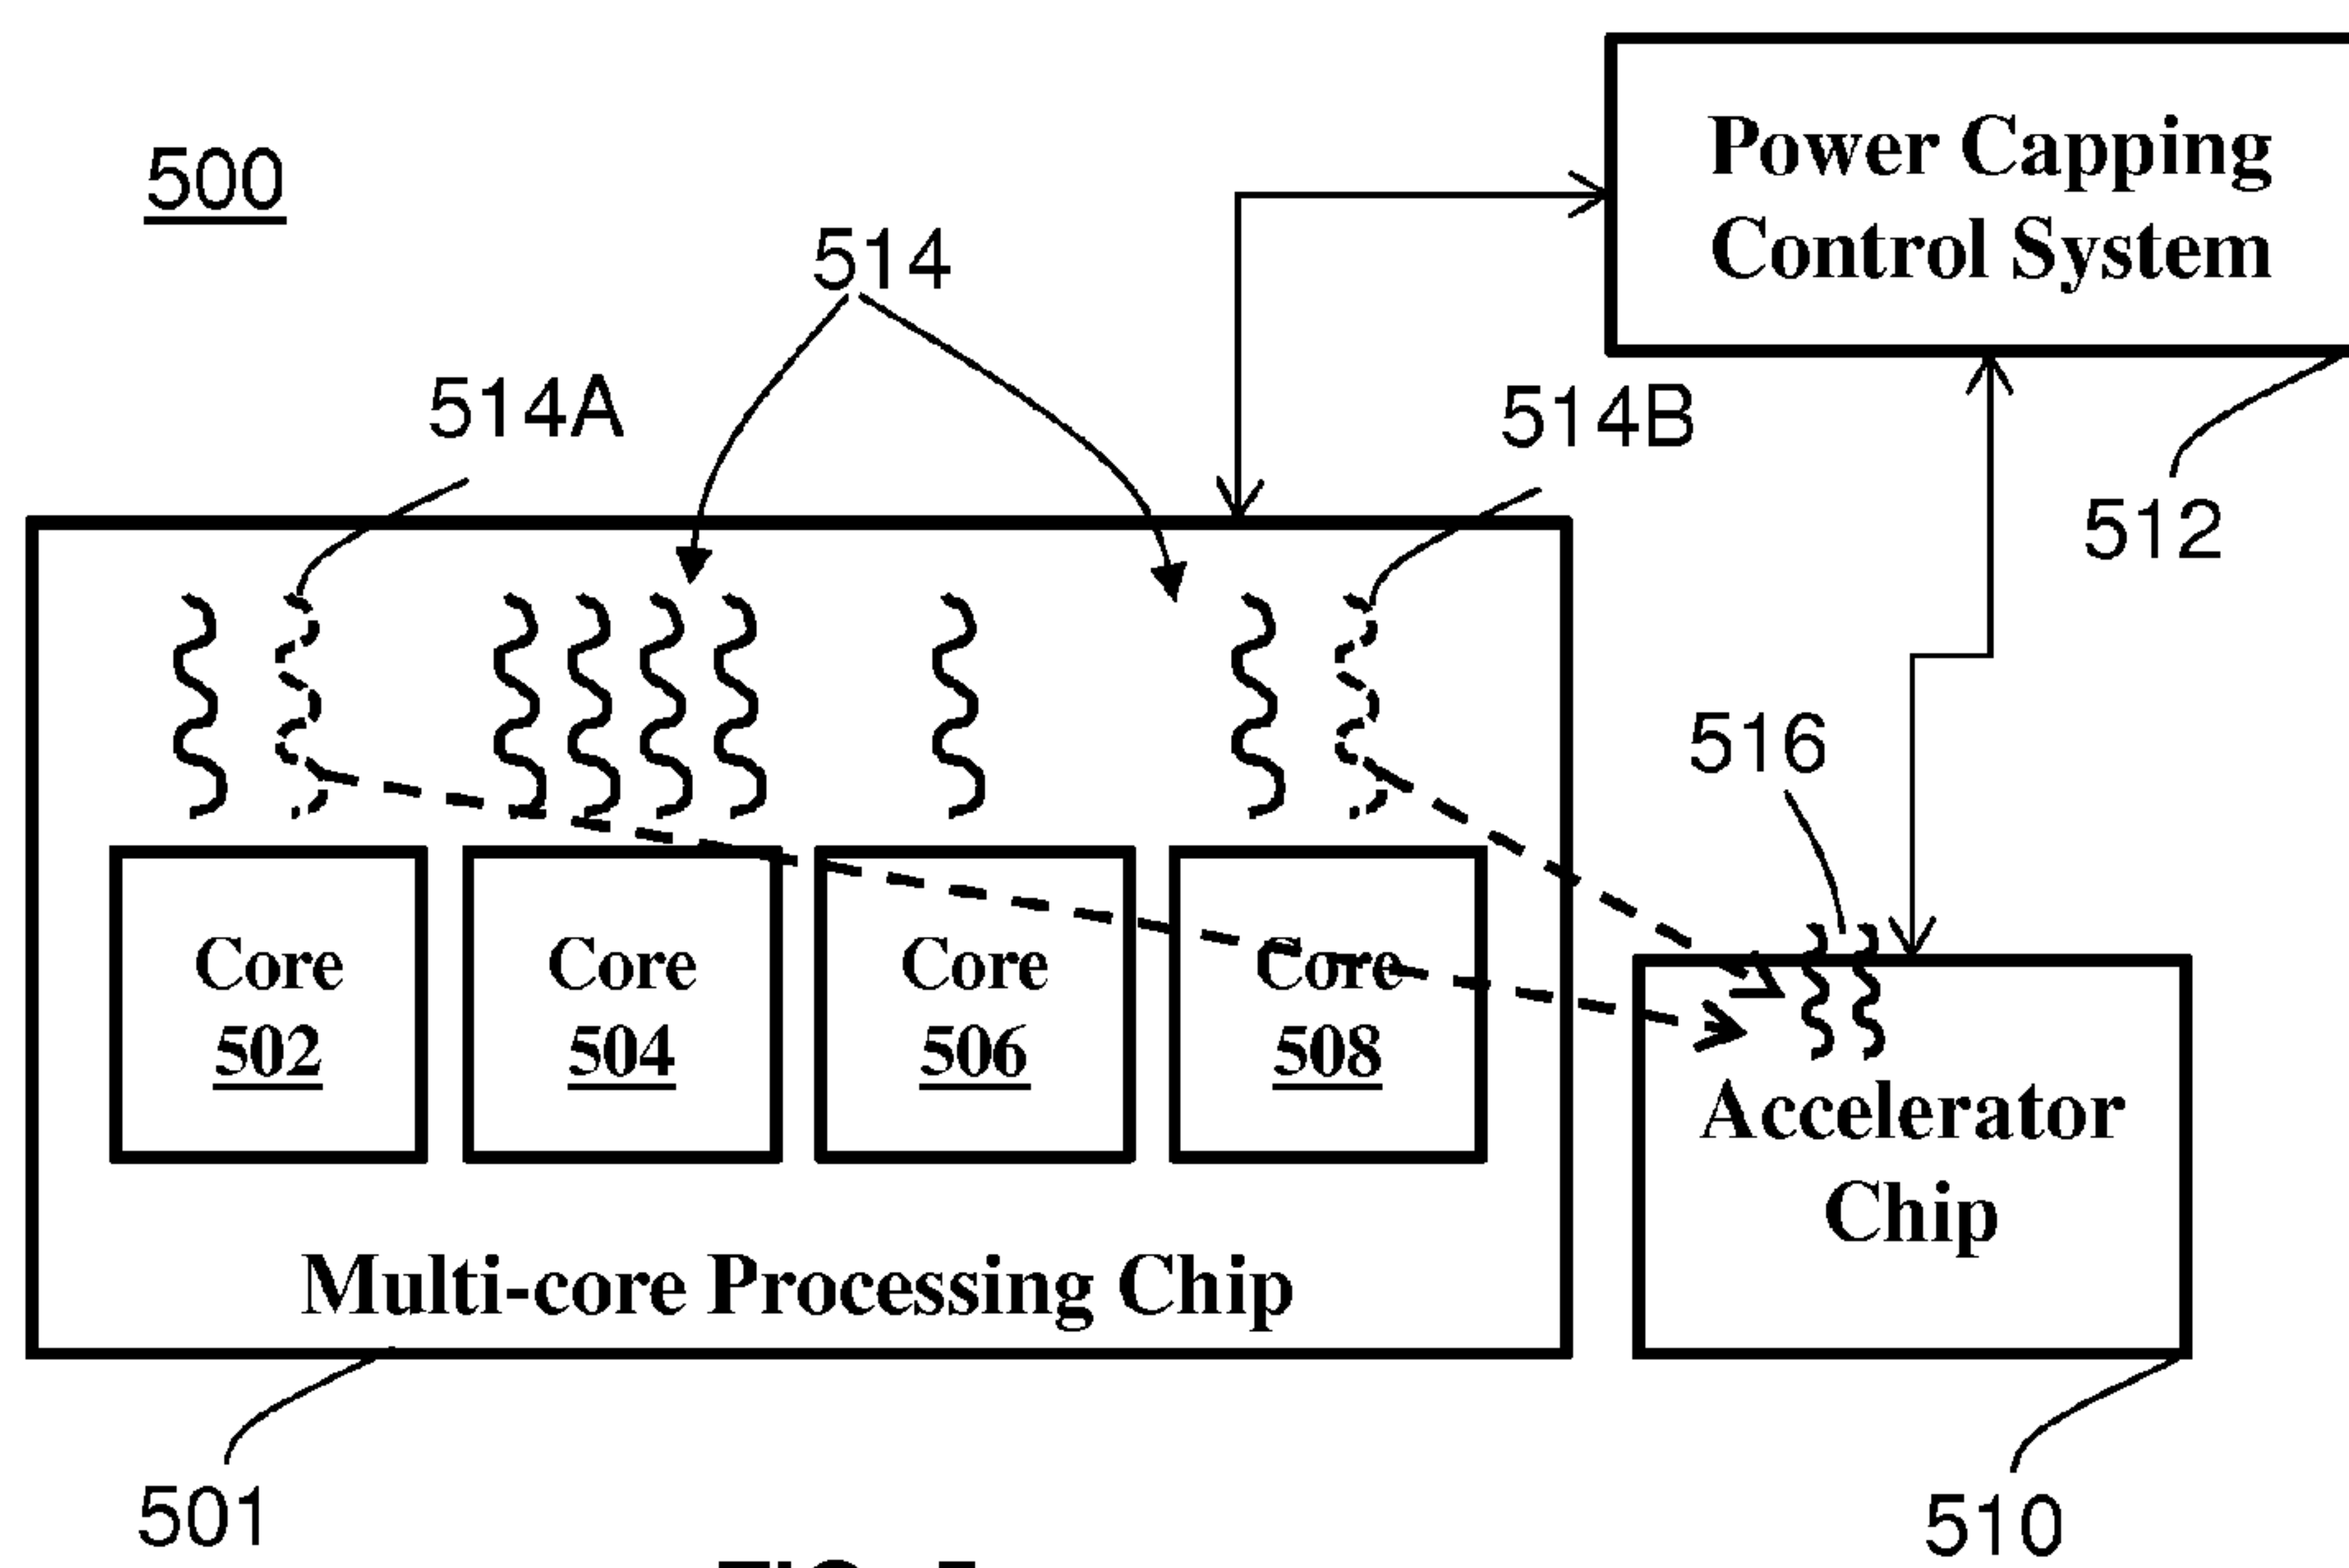 500
Power Capping
Control System
514
514A
514B
512
516
Core
502
Core
504
Core
506
Core
508
Accelerator
Chip
Multi-core Processing Chip
501
510